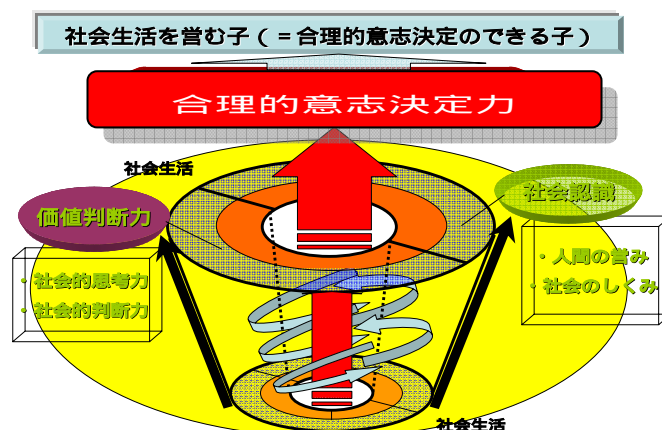 社会生活を営む子（＝合理的意志決定のできる子）
合理的意志決定力
社会生活
価値判断力
社会認識
・社会的思考力
・社会的判断力
・人間の営み
・社会のしくみ
社会生活